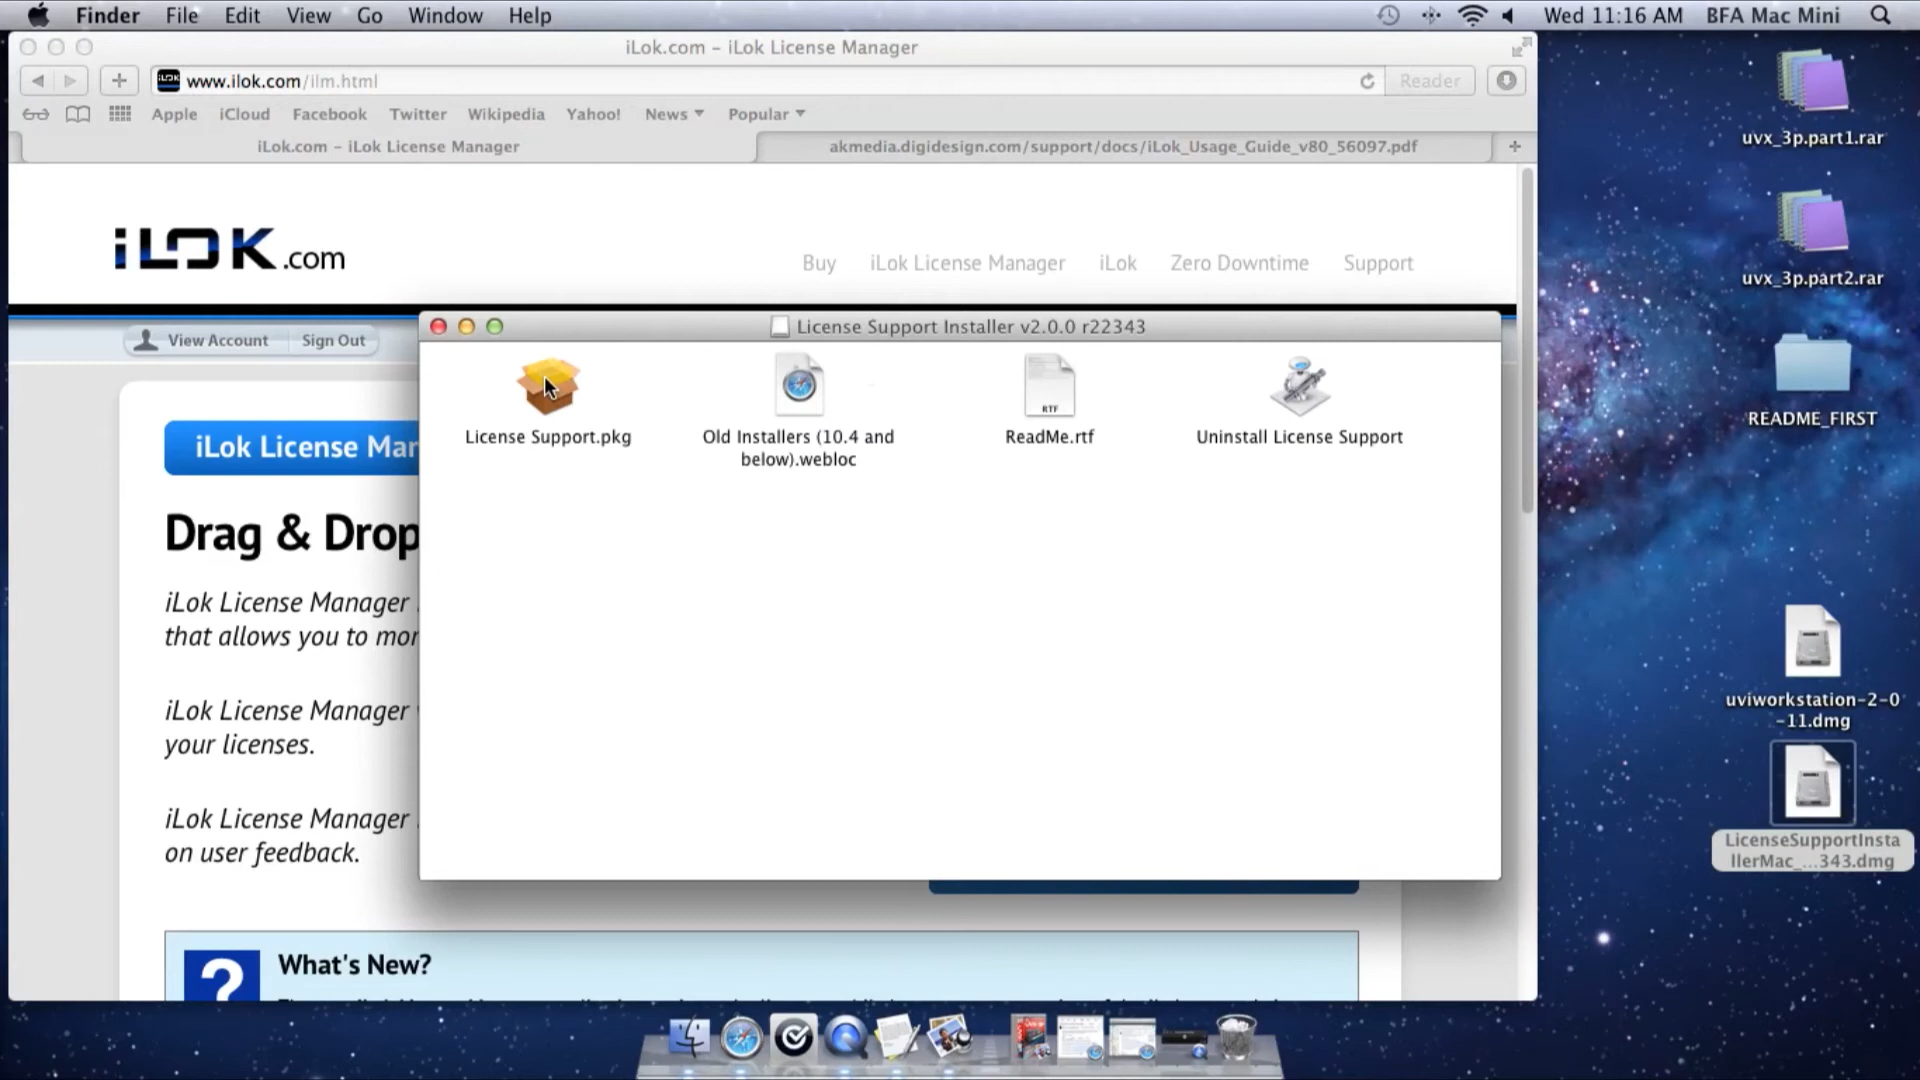 Finder File Edit View Go Window Help
Wed 11:16 AM BFA Mac Mini
iLok.com – iLok License Manager
www.ilok.com/ilm.html
Reader
Apple iCloud Facebook Twitter Wikipedia Yahoo! News Popular
iLok.com – iLok License Manager
akmedia.digidesign.com/support/docs/iLok_Usage_Guide_v80_56097.pdf
iLOK.com
Buy iLok License Manager iLok Zero Downtime Support
View Account Sign Out
License Support Installer v2.0.0 r22343
License Support.pkg
Old Installers (10.4 and
below).webloc
RTF
ReadMe.rtf
Uninstall License Support
iLok License Mar
Drag & Drop
iLok License Manager
that allows you to mor
iLok License Manager
your licenses.
iLok License Manager
on user feedback.
?
What's New?
uvx_3p.part1.rar
uvx_3p.part2.rar
README_FIRST
uviworkstation-2-0
-11.dmg
LicenseSupportInsta
llerMac_...343.dmg